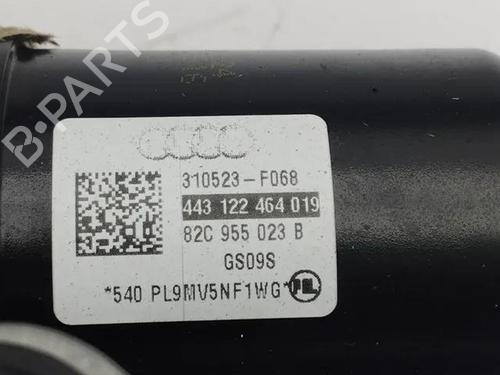 B-PARTS
310523-F068
443 122 464 019
82C 955 023 B
GS09S
*540 PL9MV5NF1WG*